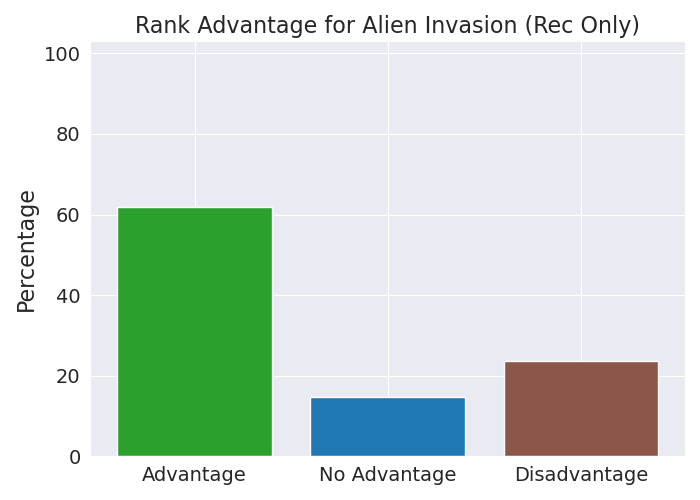 Rank Advantage for Alien Invasion (Rec Only)
100
80
60
40
20
0
Percentage
Advantage
No Advantage
Disadvantage